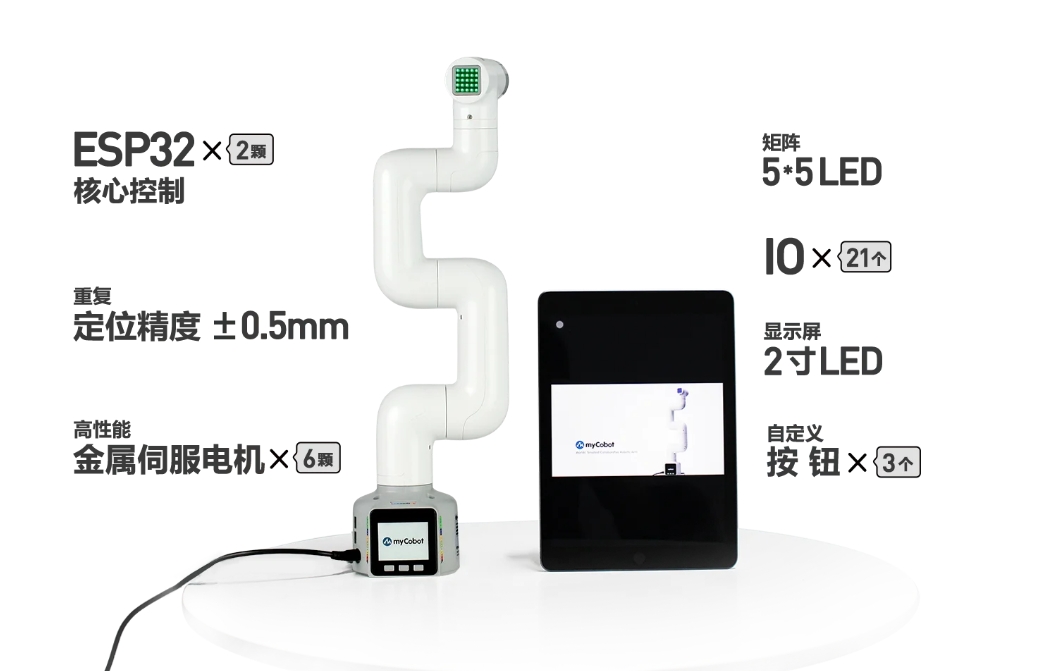 ESP32 × 2颗
核心控制
重复
定位精度 ±0.5mm
高性能
金属伺服电机 × 6颗
矩阵
5*5 LED
IO × 21个
显示屏
2寸LED
自定义
按 钮 × 3个
myCobot
myCobot